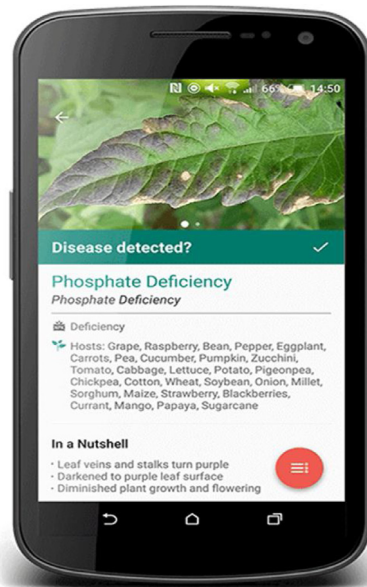 66% 14:50
Disease detected?
Phosphate Deficiency
Phosphate Deficiency
Deficiency
Hosts: Grape, Raspberry, Bean, Pepper, Eggplant,
Carrots, Pea, Cucumber, Pumpkin, Zucchini,
Tomato, Cabbage, Lettuce, Potato, Pigeonpea,
Chickpea, Cotton, Wheat, Soybean, Onion, Millet,
Sorghum, Maize, Strawberry, Blackberries,
Currant, Mango, Papaya, Sugarcane
In a Nutshell
· Leaf veins and stalks turn purple
· Darkened to purple leaf surface
· Diminished plant growth and flowering